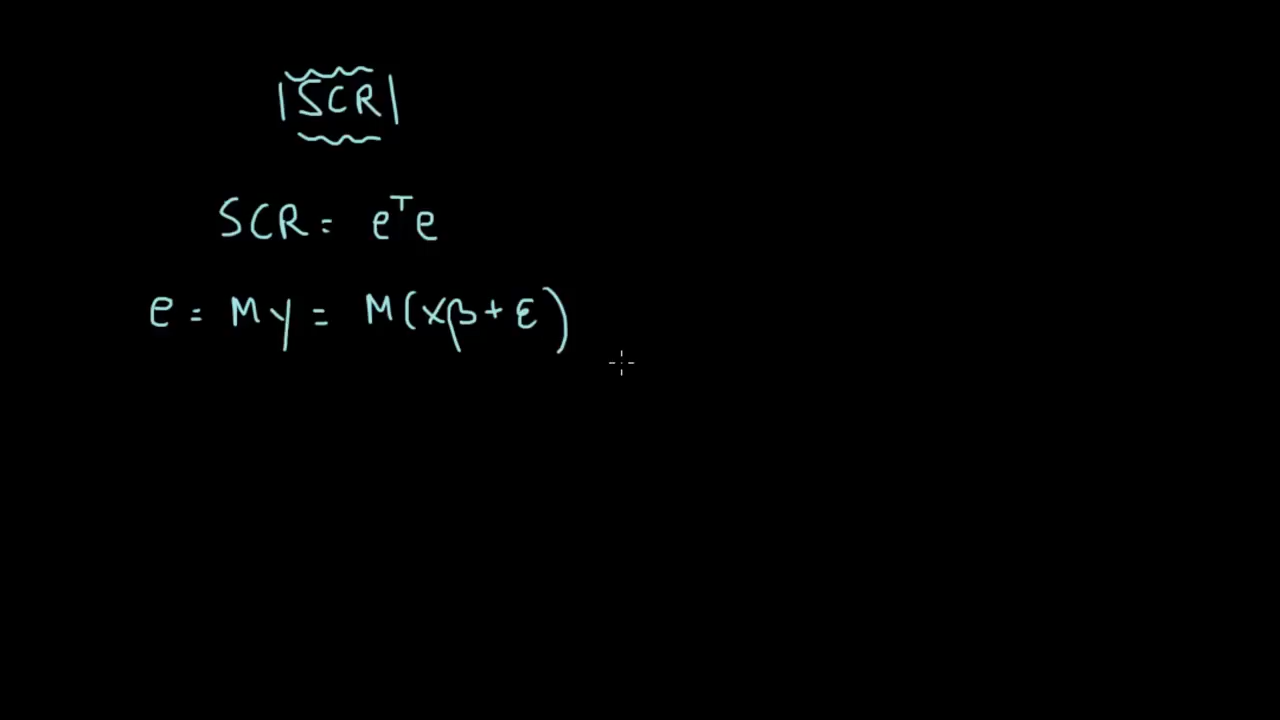 |SCR|
SCR = eᵀe
e = My = M(xβ + ε)